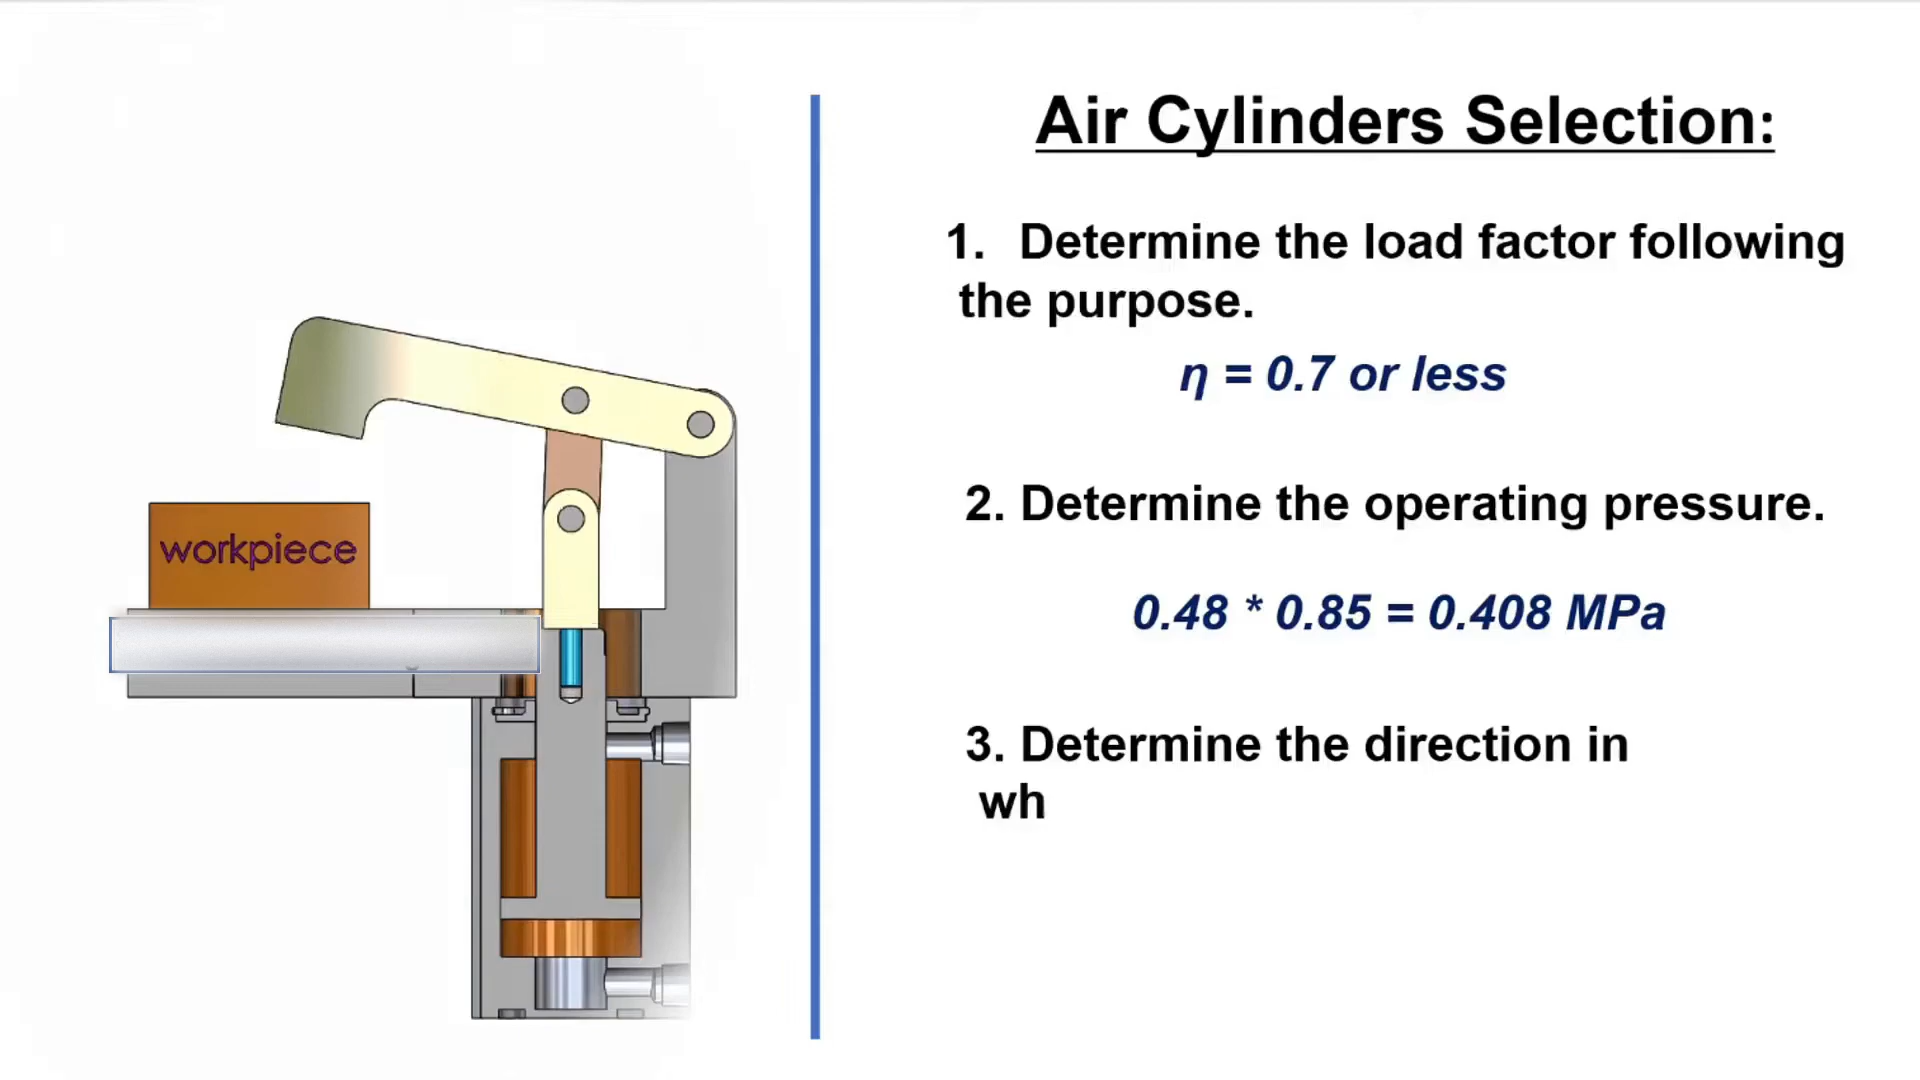 Air Cylinders Selection:
1. Determine the load factor following
the purpose.
η = 0.7 or less
2. Determine the operating pressure.
workpiece
0.48 * 0.85 = 0.408 MPa
3. Determine the direction in
wh